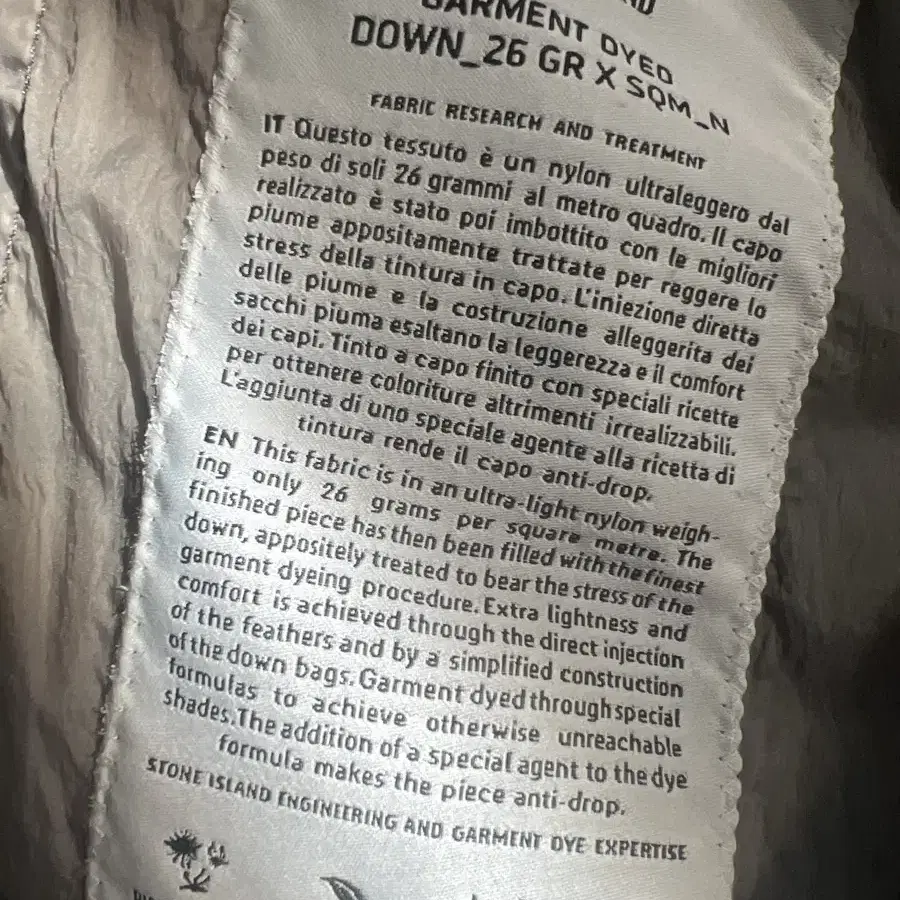 GARMENT DYED
DOWN_26 GR X SQM_N
FABRIC RESEARCH AND TREATMENT
IT Questo tessuto è un nylon ultraleggero dal
peso di soli 26 grammi al metro quadro. Il capo
realizzato è stato poi imbottito con le migliori
piume appositamente trattate per reggere lo
stress della tintura in capo. L'iniezione diretta
delle piume e la costruzione alleggerita dei
sacchi piuma esaltano la leggerezza e il comfort
dei capi. Tinto a capo finito con speciali ricette
per ottenere coloriture altrimenti irrealizzabili.
L'aggiunta di uno speciale agente alla ricetta di
tintura rende il capo anti-drop.
EN This fabric is in an ultra-light nylon weigh-
ing only 26 grams per square metre. The
finished piece has then been filled with the finest
down, appositely treated to bear the stress of the
garment dyeing procedure. Extra lightness and
comfort is achieved through the direct injection
of the feathers and by a simplified construction
of the down bags. Garment dyed through special
formulas to achieve otherwise unreachable
shades. The addition of a special agent to the dye
formula makes the piece anti-drop.
STONE ISLAND ENGINEERING AND GARMENT DYE EXPERTISE